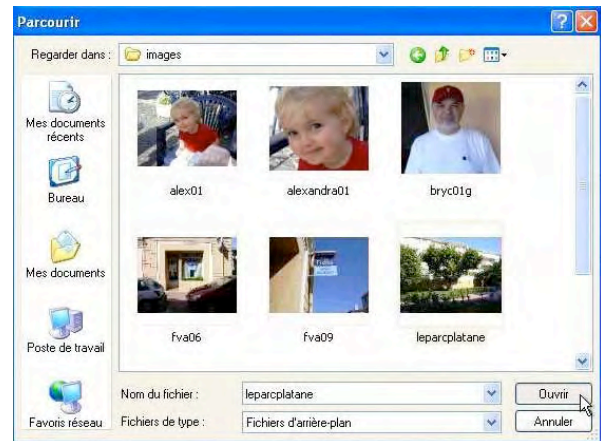 Parcourir
Regarder dans :
images
Mes documents
récents
Bureau
Mes documents
Poste de travail
Favoris réseau
alex01
alexandra01
bryc01g
fva06
fva09
leparcplatane
Nom du fichier :
leparcplatane
Ouvrir
Fichiers de type :
Fichiers d'arrière-plan
Annuler